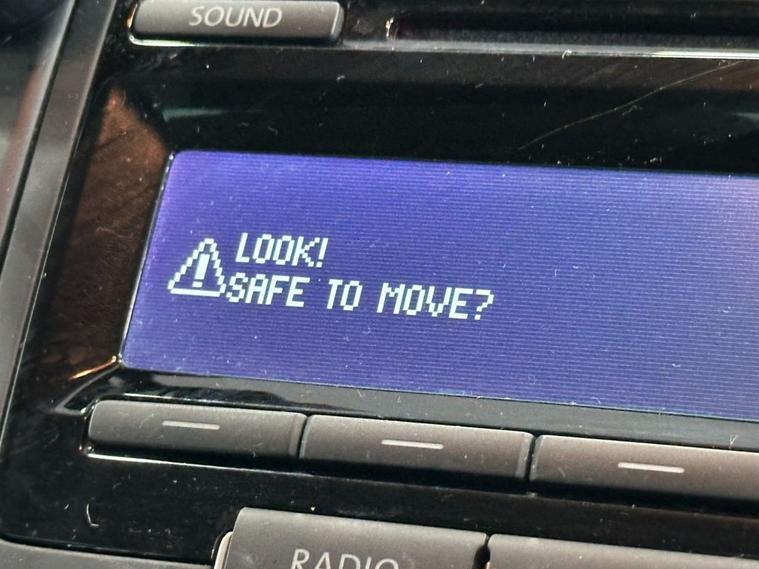 SOUND
LOOK!
SAFE TO MOVE?
RADIO